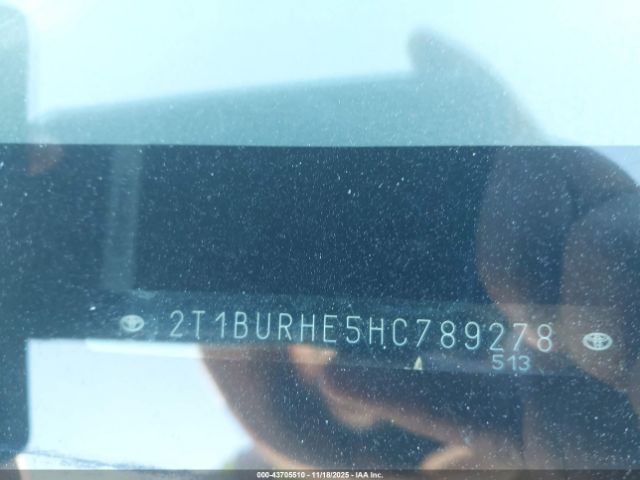 2T1BURHE5HC789278
513
000-43705510 - 11/18/2025 - IAA Inc.